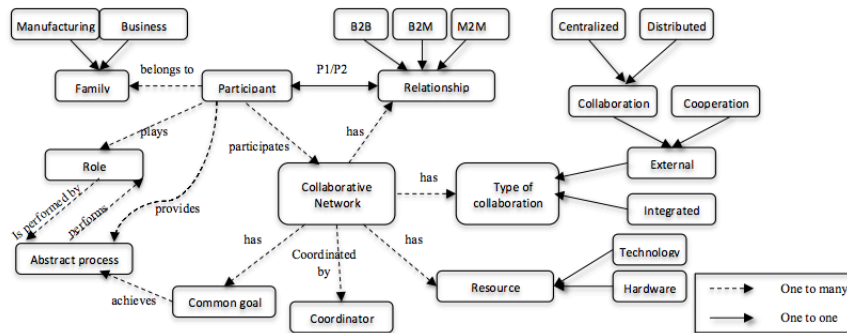 Manufacturing
Business
B2B
B2M
M2M
Centralized
Distributed
belongs to
P1/P2
Family
Participant
Relationship
Collaboration
Cooperation
plays
participates
has
Role
External
Collaborative
Network
has
Type of
collaboration
Is performed by
performs
provides
Integrated
has
Coordinated
by
has
Technology
Abstract process
achieves
Common goal
Coordinator
Resource
Hardware
One to many
One to one